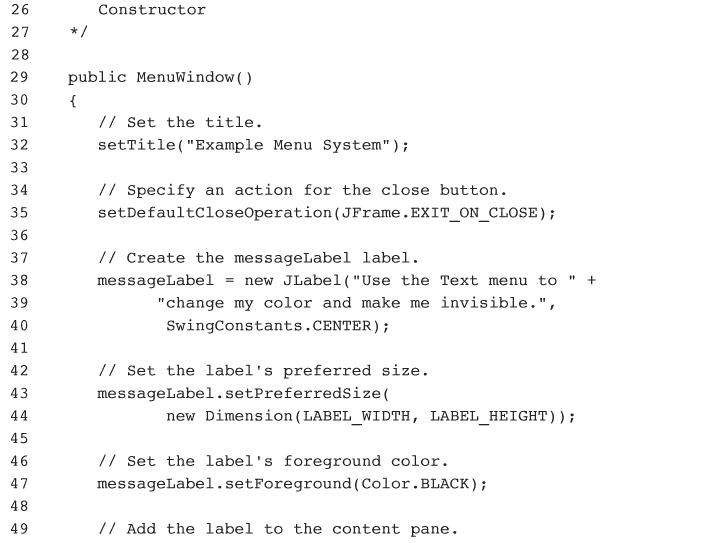 26       Constructor
27    */
28
29    public MenuWindow()
30    {
31       // Set the title.
32       setTitle("Example Menu System");
33
34       // Specify an action for the close button.
35       setDefaultCloseOperation(JFrame.EXIT_ON_CLOSE);
36
37       // Create the messageLabel label.
38       messageLabel = new JLabel("Use the Text menu to " +
39             "change my color and make me invisible.",
40              SwingConstants.CENTER);
41
42       // Set the label's preferred size.
43       messageLabel.setPreferredSize(
44              new Dimension(LABEL_WIDTH, LABEL_HEIGHT));
45
46       // Set the label's foreground color.
47       messageLabel.setForeground(Color.BLACK);
48
49       // Add the label to the content pane.